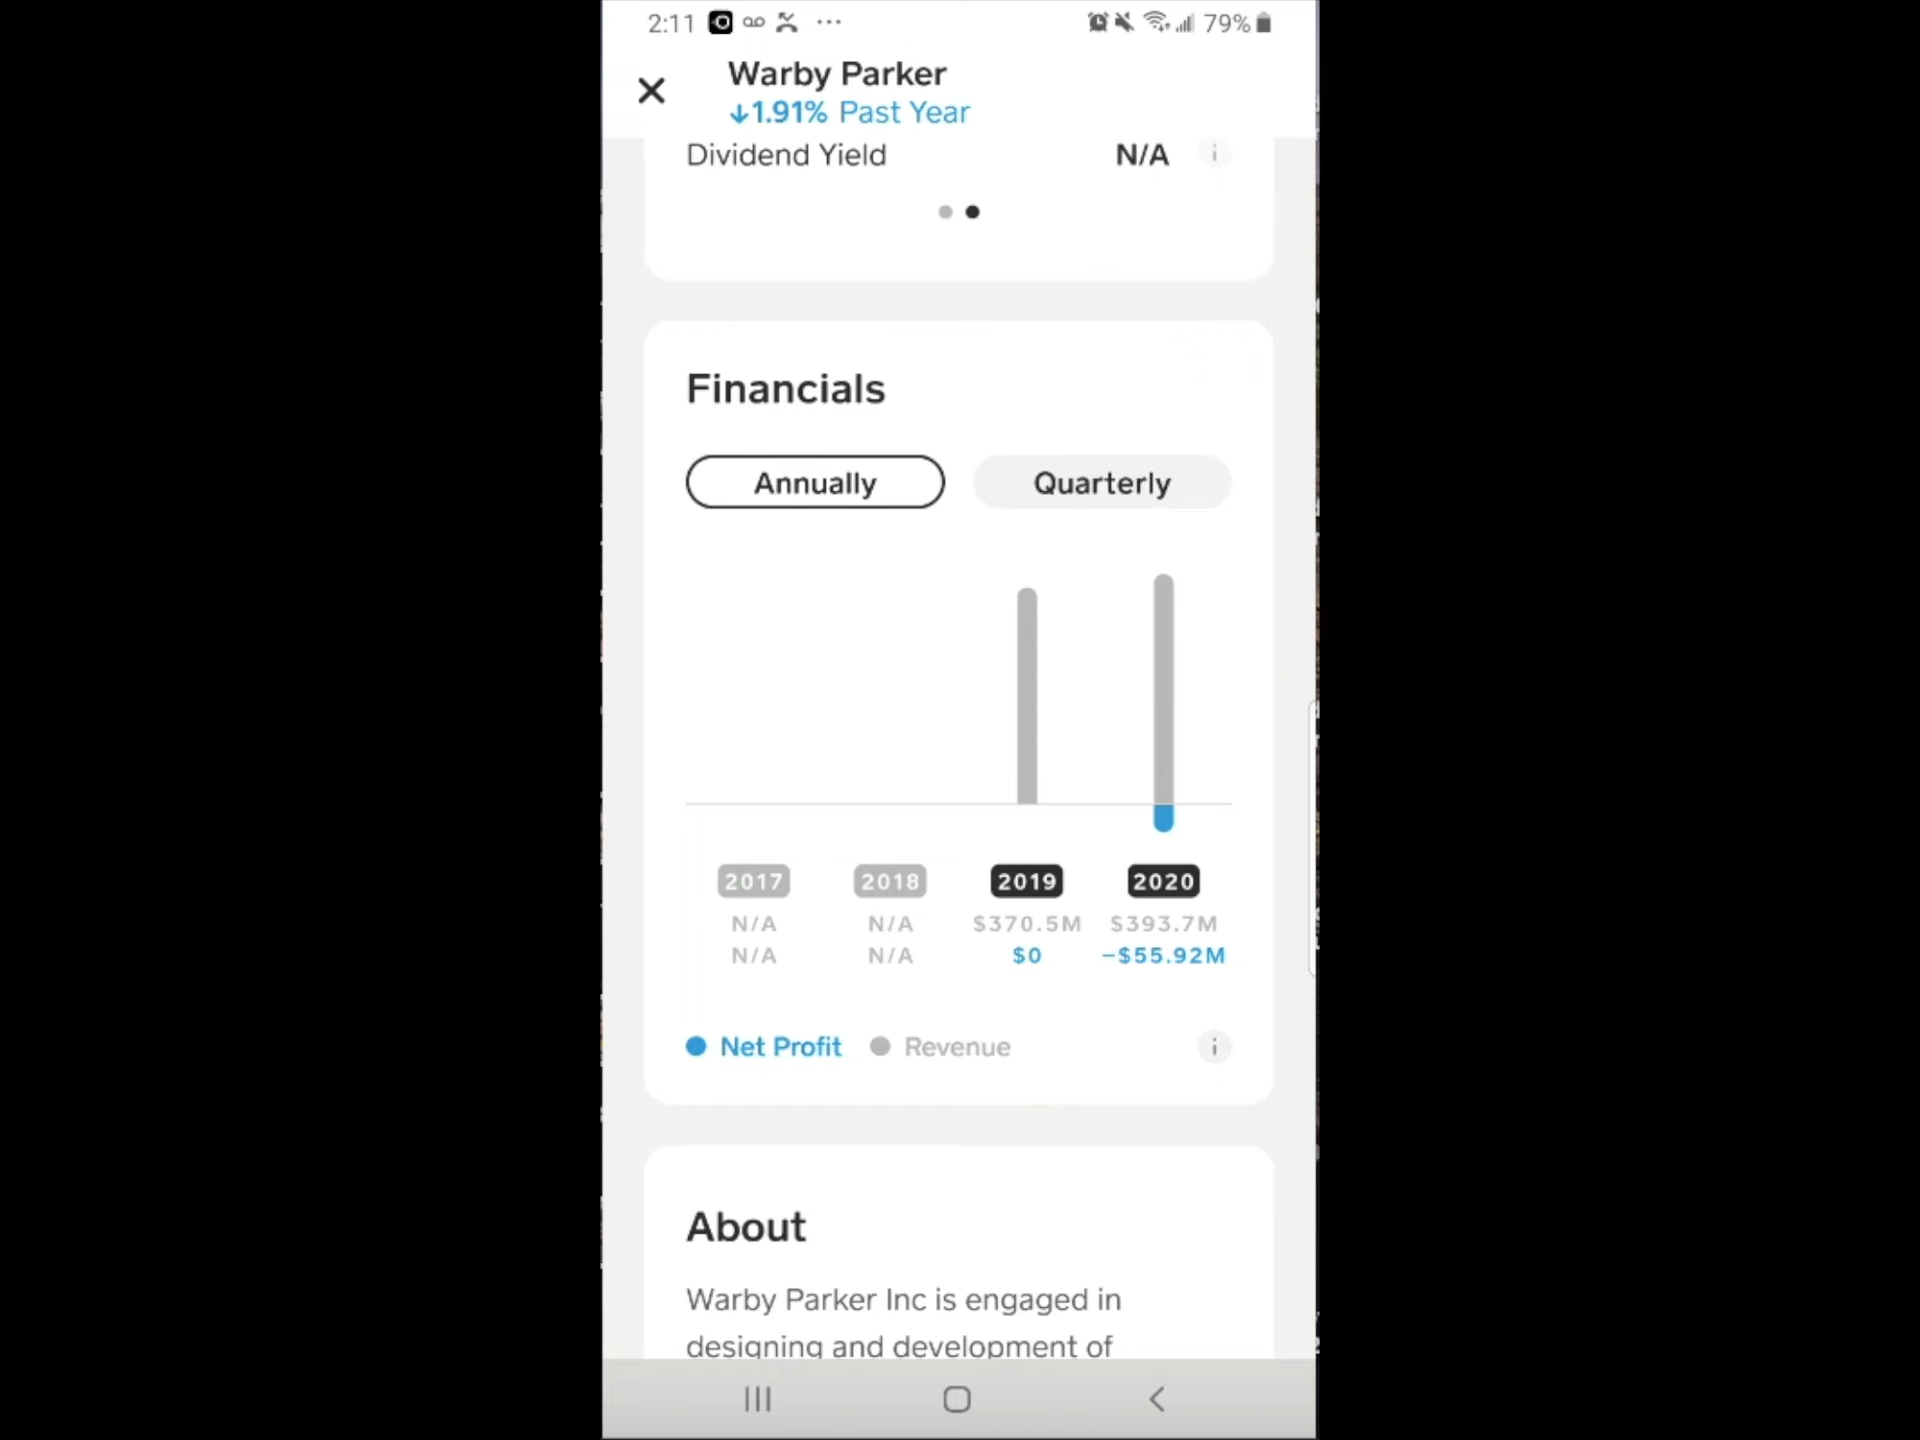 2:11 79%
Warby Parker
↓1.91% Past Year
Dividend Yield N/A
Financials
Annually Quarterly
2017 2018 2019 2020
N/A N/A $370.5M $393.7M
N/A N/A $0 −$55.92M
Net Profit Revenue
About
Warby Parker Inc is engaged in
designing and development of